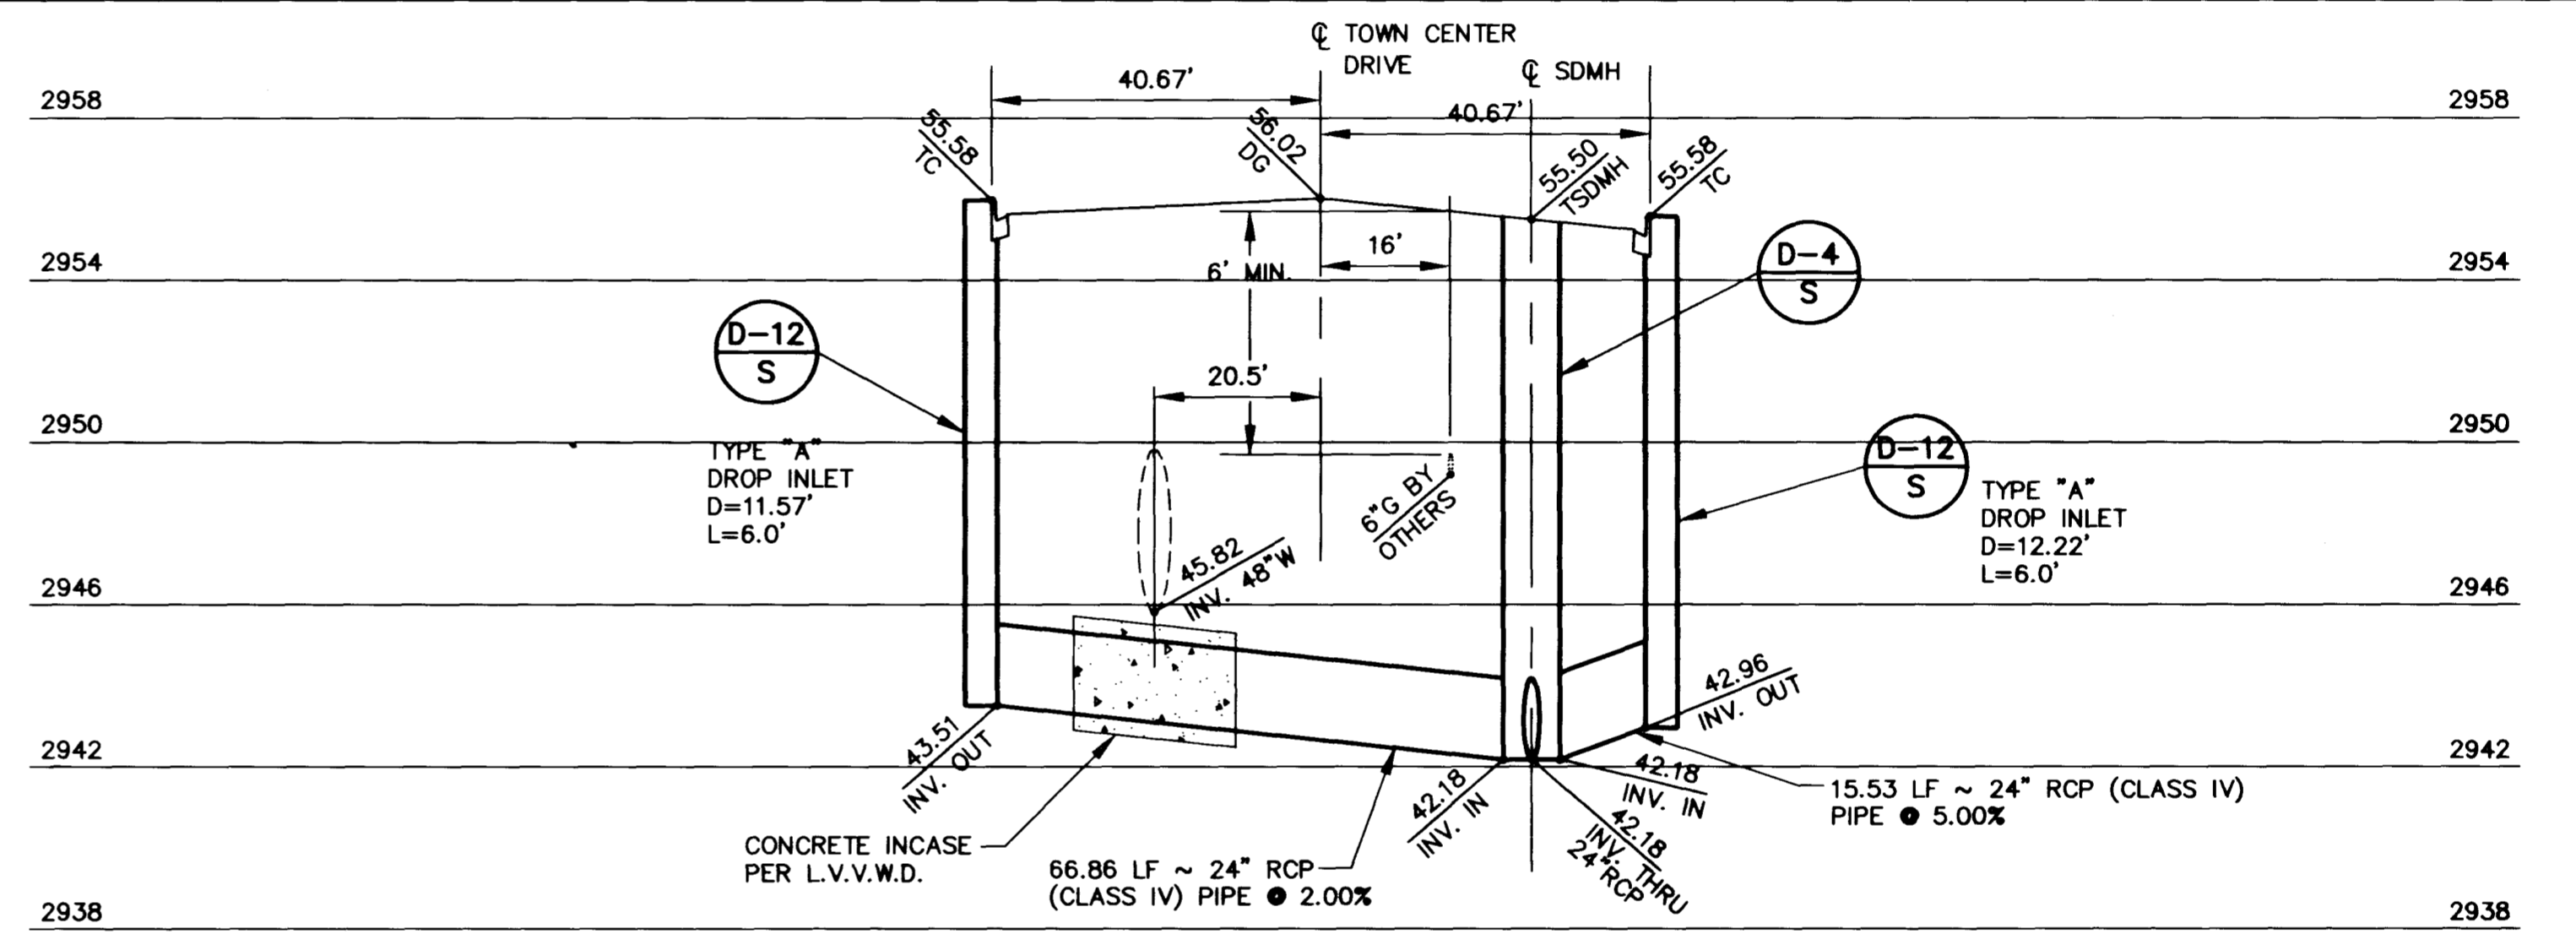 ℄ TOWN CENTER
DRIVE
℄ SDMH
40.67'
40.67'
2958
2958
55.58
TC
56.02
DG
55.50
TSDMH
55.58
TC
2954
2954
16'
6' MIN.
D-4
S
D-12
S
20.5'
2950
2950
TYPE "A"
DROP INLET
D=11.57'
L=6.0'
6"G BY
OTHERS
D-12
S
TYPE "A"
DROP INLET
D=12.22'
L=6.0'
45.82
INV. 48"W
2946
2946
43.51
INV. OUT
42.96
INV. OUT
2942
2942
42.18
INV. IN
42.18
INV. IN
42.18
INV. THRU
24" RCP
15.53 LF ~ 24" RCP (CLASS IV)
PIPE @ 5.00%
CONCRETE INCASE
PER L.V.V.W.D.
66.86 LF ~ 24" RCP
(CLASS IV) PIPE @ 2.00%
2938
2938